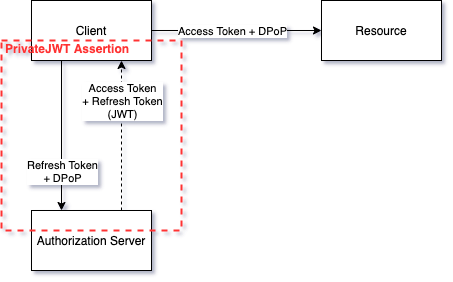 Client
Access Token + DPoP
Resource
PrivateJWT Assertion
Access Token
+ Refresh Token
(JWT)
Refresh Token
+ DPoP
Authorization Server